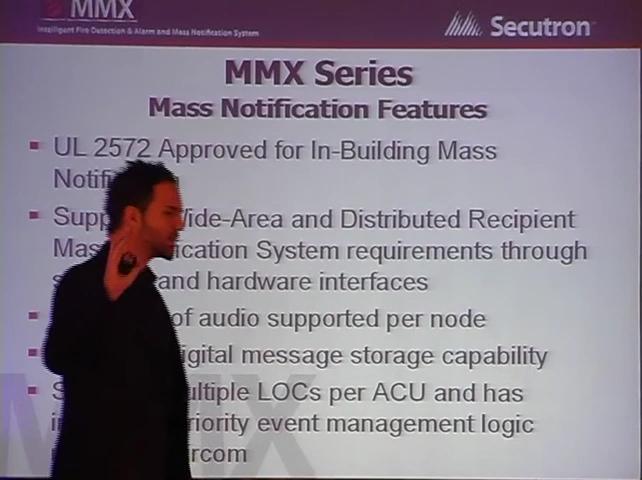 MMX
Intelligent Fire Detection & Alarm and Mass Notification System
Secutron
MMX Series
Mass Notification Features
UL 2572 Approved for In-Building Mass
Notifi
Supp Wide-Area and Distributed Recipient
Mas ication System requirements through
s and hardware interfaces
of audio supported per node
igital message storage capability
S ultiple LOCs per ACU and has
i riority event management logic
rcom
MMX